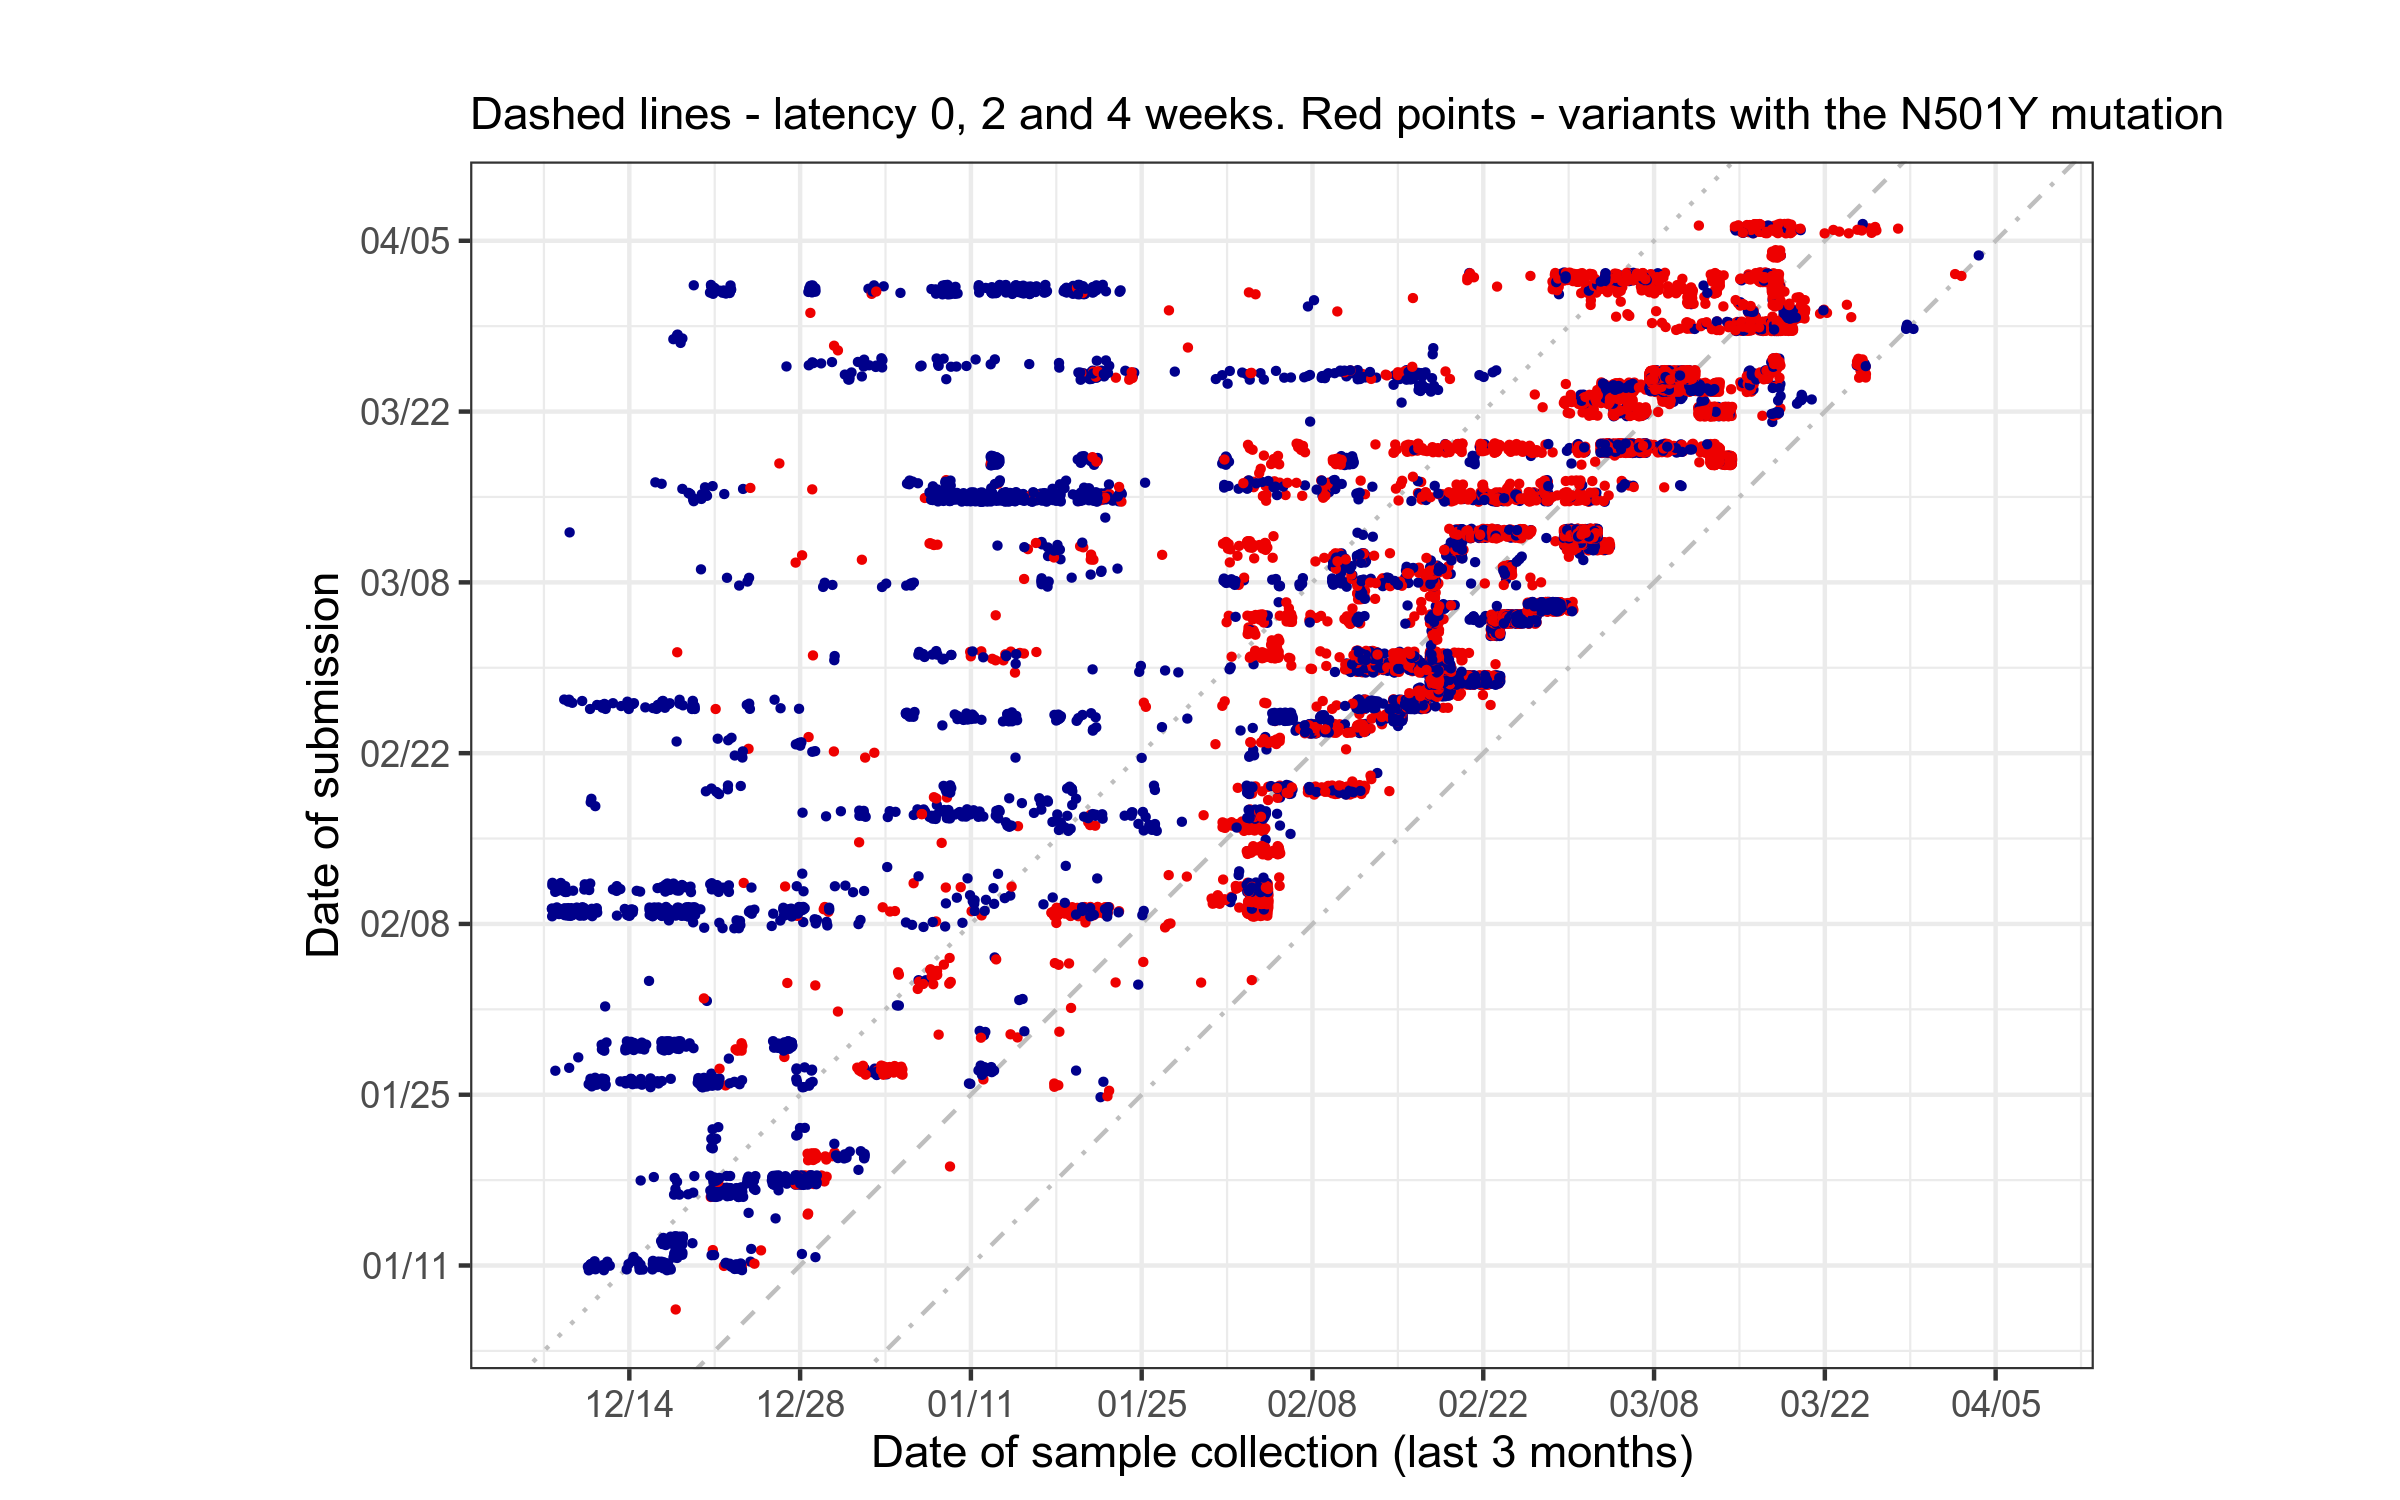 Dashed lines - latency 0, 2 and 4 weeks. Red points - variants with the N501Y mutation
Date of submission
04/05
03/22
03/08
02/22
02/08
01/25
01/11
12/14 12/28 01/11 01/25 02/08 02/22 03/08 03/22 04/05
Date of sample collection (last 3 months)